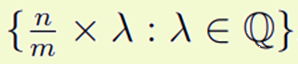 {n/m × λ : λ ∈ ℚ}